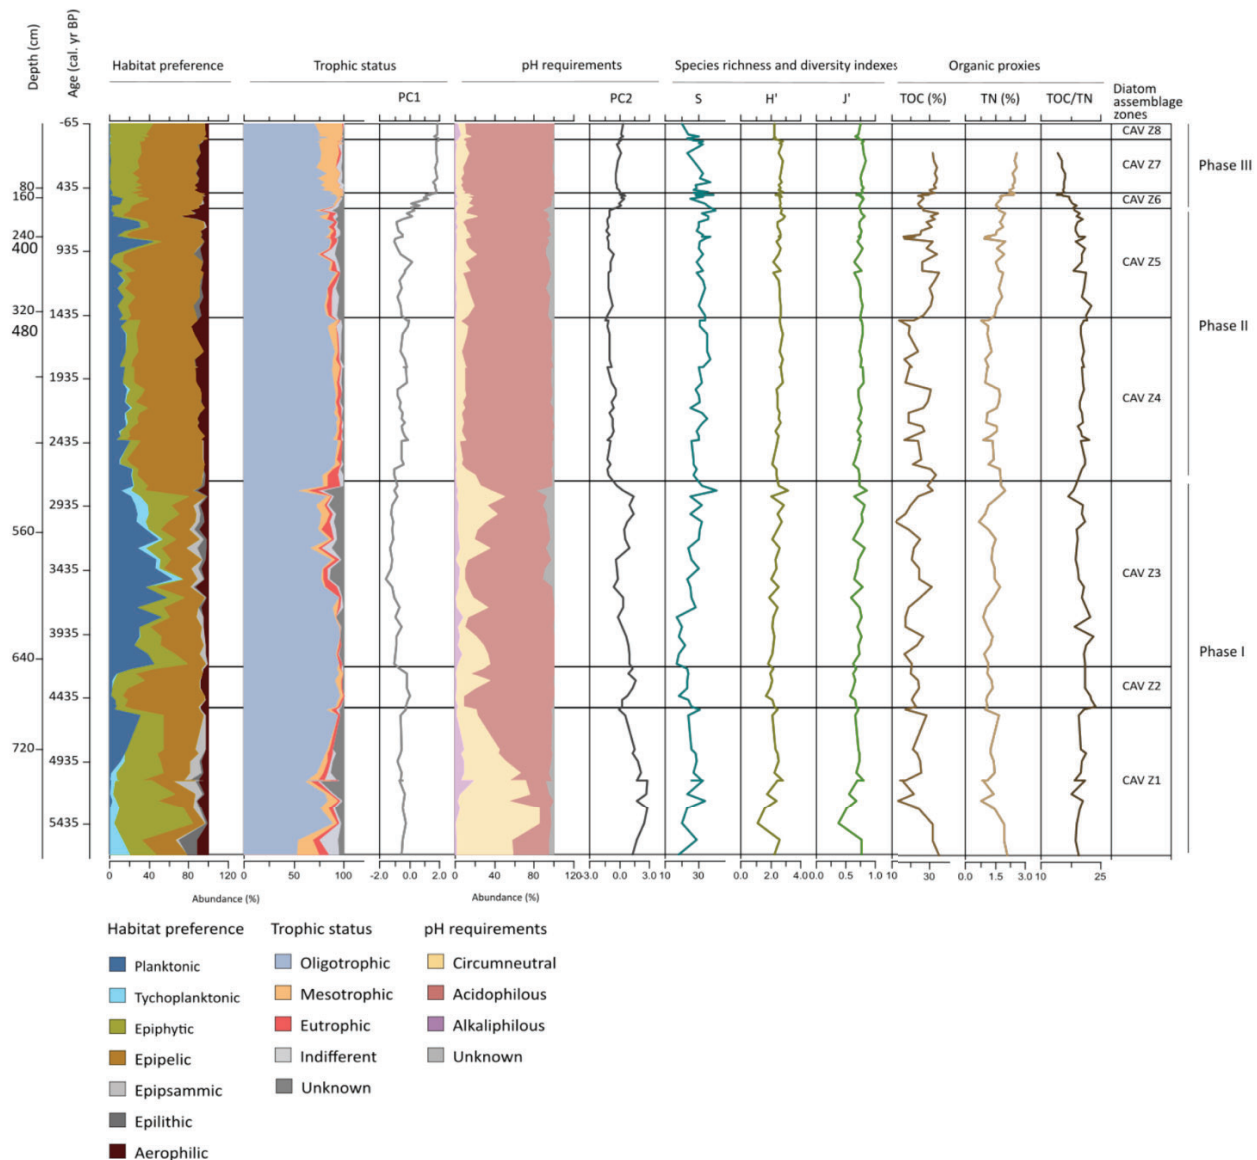 Depth (cm)
Age (cal. yr BP)
Habitat preference
Trophic status
pH requirements
Species richness and diversity indexes
Organic proxies
PC1
PC2
S
H'
J'
TOC (%)
TN (%)
TOC/TN
Diatom
assemblage
zones
-65
80
435
160
240
935
400
320
1435
480
1935
2435
2935
560
3435
3935
640
4435
720
4935
5435
CAV Z8
CAV Z7
CAV Z6
CAV Z5
CAV Z4
CAV Z3
CAV Z2
CAV Z1
Phase III
Phase II
Phase I
0 40 80 120
0 50 100
-2.0 0.0 2.0
0 40 80 120
-3.0 0.0 3.0
10 30
0.0 2.0 4.0
0.0 0.5 1.0
10 30
0.0 1.5 3.0
10 25
Abundance (%)
Abundance (%)
Habitat preference
Planktonic
Tychoplanktonic
Epiphytic
Epipelic
Epipsammic
Epilithic
Aerophilic
Trophic status
Oligotrophic
Mesotrophic
Eutrophic
Indifferent
Unknown
pH requirements
Circumneutral
Acidophilous
Alkaliphilous
Unknown